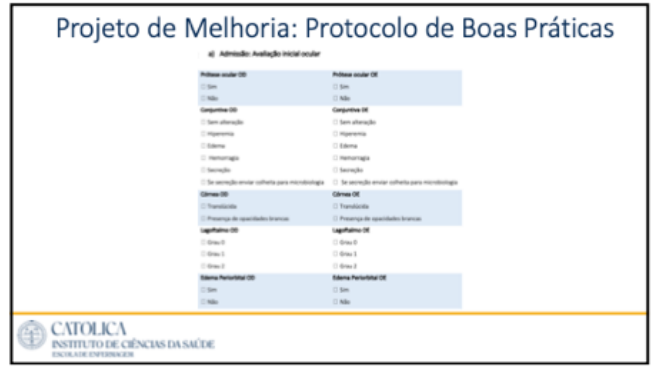 Projeto de Melhoria: Protocolo de Boas Práticas
a) Admissão: Avaliação inicial ocular
Prótese ocular OD Prótese ocular OE
☐ Sim ☐ Sim
☐ Não ☐ Não
Conjuntiva OD Conjuntiva OE
☐ Sem alteração ☐ Sem alteração
☐ Hiperemia ☐ Hiperemia
☐ Edema ☐ Edema
☐ Hemorragia ☐ Hemorragia
☐ Secreção ☐ Secreção
☐ Se secreção enviar colheita para microbiologia ☐ Se secreção enviar colheita para microbiologia
Córnea OD Córnea OE
☐ Translúcida ☐ Translúcida
☐ Presença de opacidades brancas ☐ Presença de opacidades brancas
Lagoftalmo OD Lagoftalmo OE
☐ Grau 0 ☐ Grau 0
☐ Grau 1 ☐ Grau 1
☐ Grau 2 ☐ Grau 2
Edema Periorbital OD Edema Periorbital OE
☐ Sim ☐ Sim
☐ Não ☐ Não
CATOLICA
INSTITUTO DE CIÊNCIAS DA SAÚDE
ESCOLA DE ENFERMAGEM